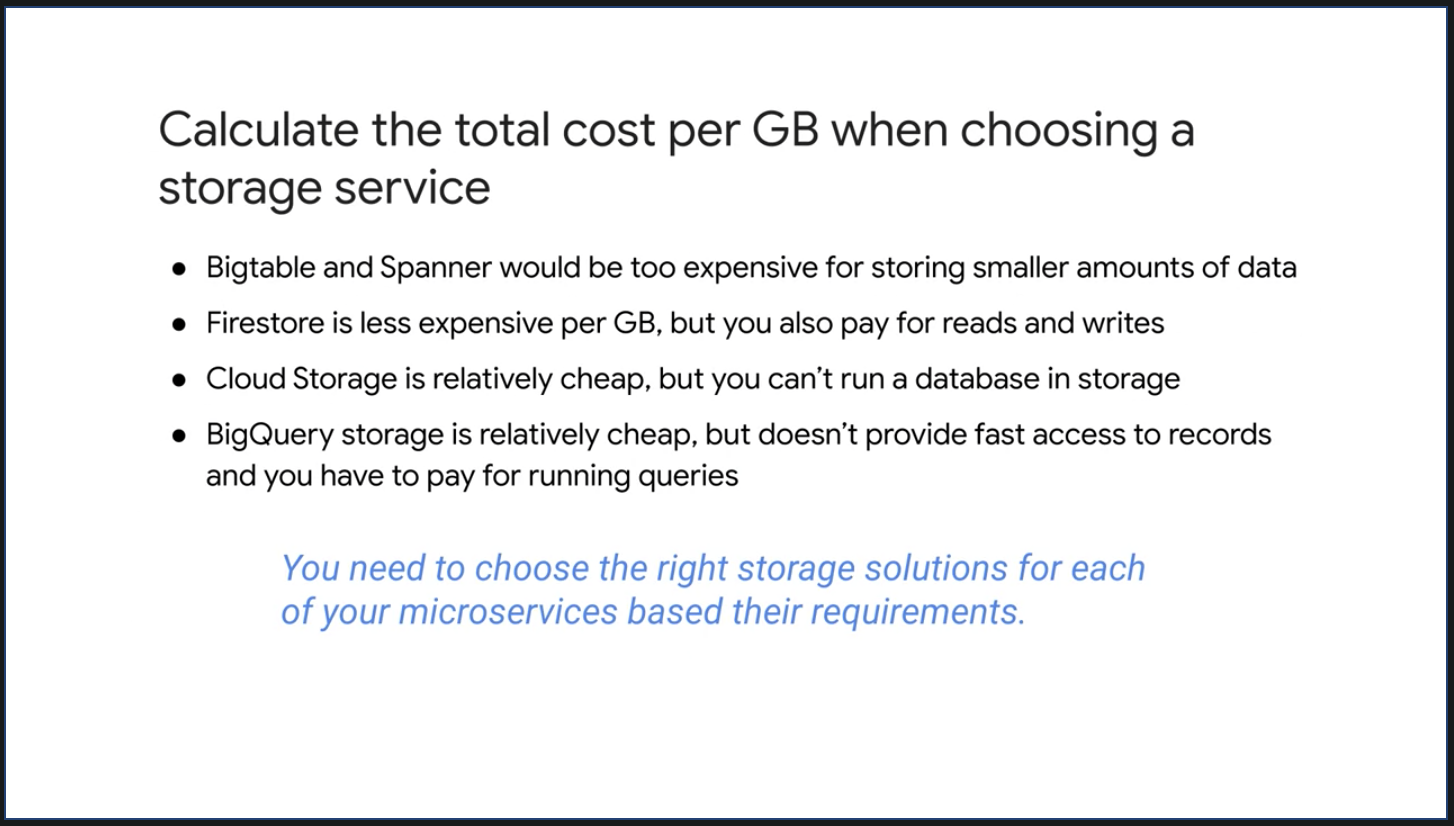 Calculate the total cost per GB when choosing a
storage service
● Bigtable and Spanner would be too expensive for storing smaller amounts of data
● Firestore is less expensive per GB, but you also pay for reads and writes
● Cloud Storage is relatively cheap, but you can’t run a database in storage
● BigQuery storage is relatively cheap, but doesn’t provide fast access to records
and you have to pay for running queries
You need to choose the right storage solutions for each
of your microservices based their requirements.